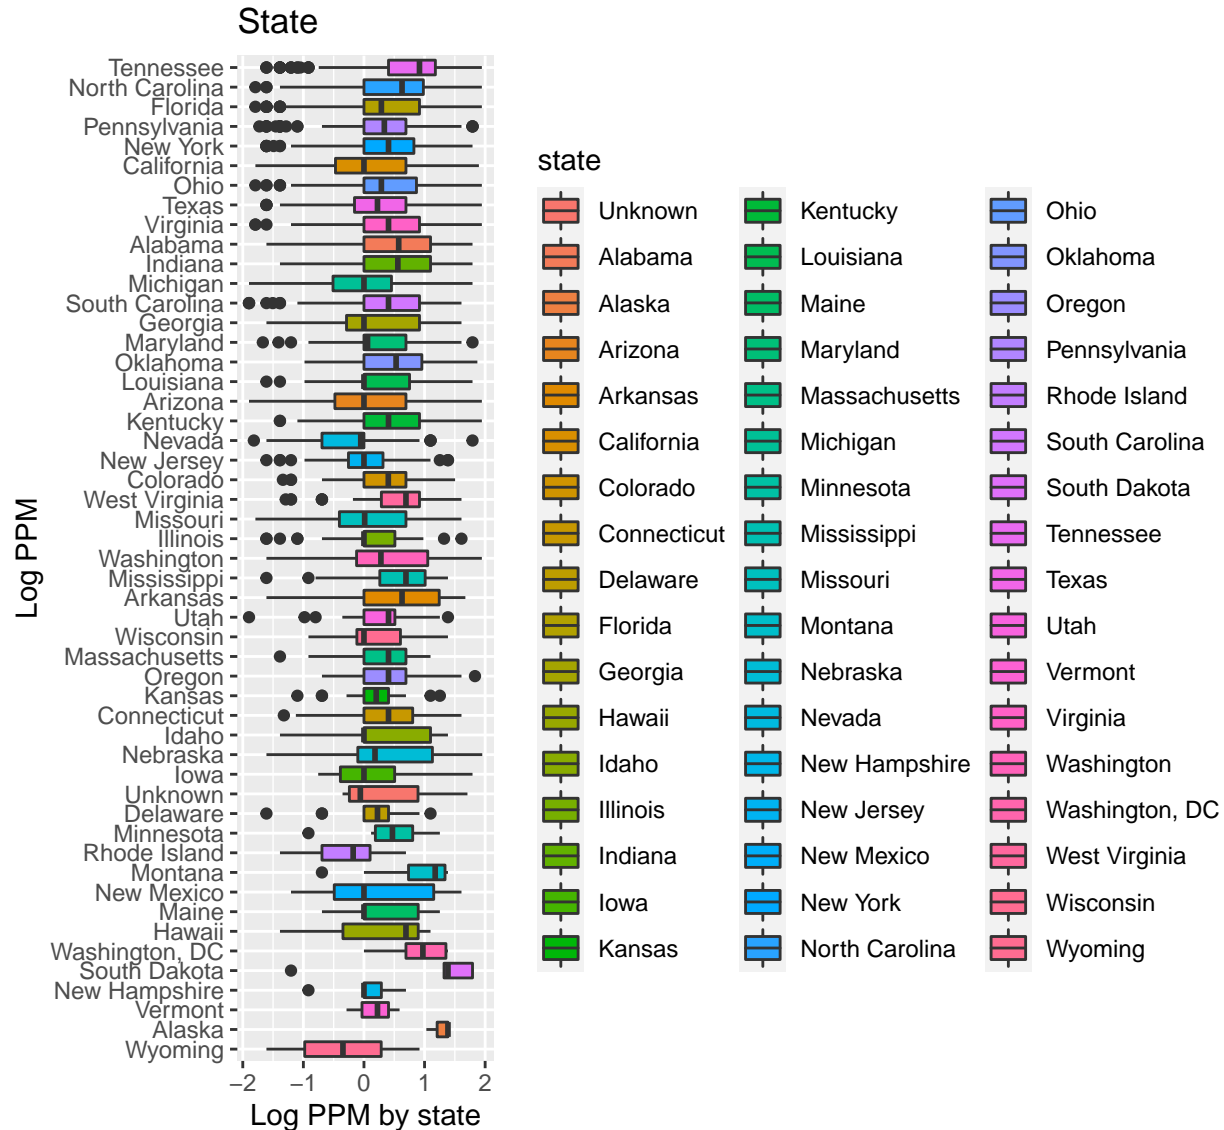 State
Log PPM
Tennessee
North Carolina
Florida
Pennsylvania
New York
California
Ohio
Texas
Virginia
Alabama
Indiana
Michigan
South Carolina
Georgia
Maryland
Oklahoma
Louisiana
Arizona
Kentucky
Nevada
New Jersey
Colorado
West Virginia
Missouri
Illinois
Washington
Mississippi
Arkansas
Utah
Wisconsin
Massachusetts
Oregon
Kansas
Connecticut
Idaho
Nebraska
Iowa
Unknown
Delaware
Minnesota
Rhode Island
Montana
New Mexico
Maine
Hawaii
Washington, DC
South Dakota
New Hampshire
Vermont
Alaska
Wyoming
−2 −1 0 1 2
Log PPM by state
state
Unknown
Alabama
Alaska
Arizona
Arkansas
California
Colorado
Connecticut
Delaware
Florida
Georgia
Hawaii
Idaho
Illinois
Indiana
Iowa
Kansas
Kentucky
Louisiana
Maine
Maryland
Massachusetts
Michigan
Minnesota
Mississippi
Missouri
Montana
Nebraska
Nevada
New Hampshire
New Jersey
New Mexico
New York
North Carolina
Ohio
Oklahoma
Oregon
Pennsylvania
Rhode Island
South Carolina
South Dakota
Tennessee
Texas
Utah
Vermont
Virginia
Washington
Washington, DC
West Virginia
Wisconsin
Wyoming